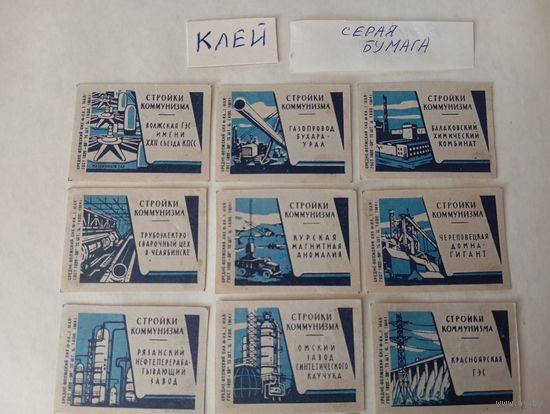 КЛЕЙ
СЕРАЯ
БУМАГА
СТРОЙКИ
КОММУНИЗМА
ВОЛЖСКАЯ ГЭС
ИМЕНИ
XXII СЪЕЗДА КПСС
МАШИННЫЙ ЗАЛ
СТРОЙКИ
КОММУНИЗМА
ГАЗОПРОВОД
БУХАРА-
УРАЛ
СТРОЙКИ
КОММУНИЗМА
БАЛАКОВСКИЙ
ХИМИЧЕСКИЙ
КОМБИНАТ
СТРОЙКИ
КОММУНИЗМА
ТРУБОЭЛЕКТРО-
СВАРОЧНЫЙ ЦЕХ
В ЧЕЛЯБИНСКЕ
СТРОЙКИ
КОММУНИЗМА
КУРСКАЯ
МАГНИТНАЯ
АНОМАЛИЯ
СТРОЙКИ
КОММУНИЗМА
ЧЕРЕПОВЕЦКАЯ
ДОМНА-
ГИГАНТ
СТРОЙКИ
КОММУНИЗМА
РЯЗАНСКИЙ
НЕФТЕПЕРЕРАБА-
ТЫВАЮЩИЙ
ЗАВОД
СТРОЙКИ
КОММУНИЗМА
ОМСКИЙ
ЗАВОД
СИНТЕТИЧЕСКОГО
КАУЧУКА
СТРОЙКИ
КОММУНИЗМА
КРАСНОЯРСКАЯ
ГЭС